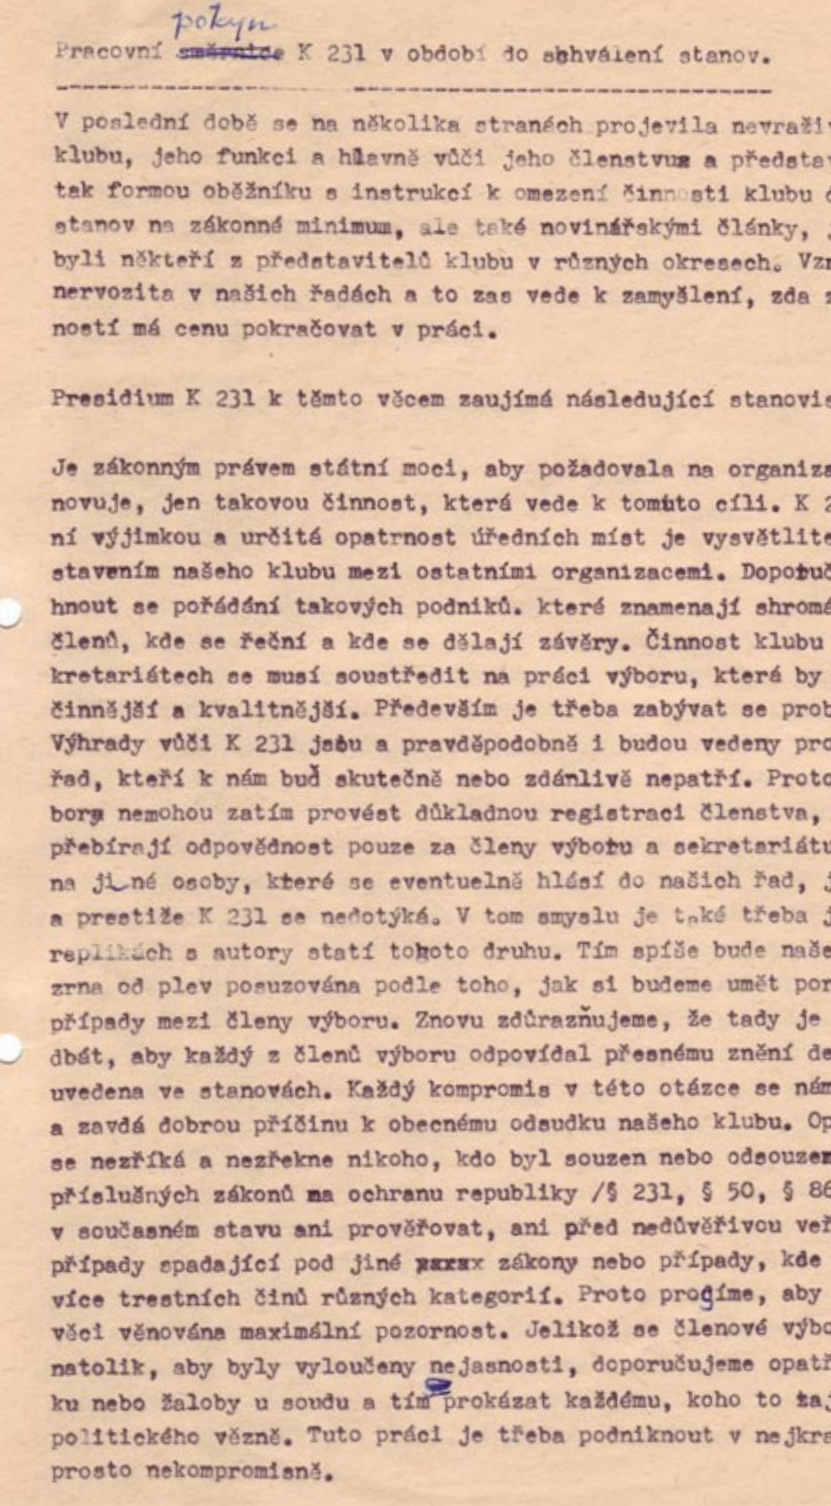 pokyn
Pracovní směrnice K 231 v období do schválení stanov.
V poslední době se na několika stranách projevila nevraživ
klubu, jeho funkci a hlavně vůči jeho členstvu a představ
tak formou oběžníku s instrukcí k omezení činnosti klubu d
stanov na zákonné minimum, ale také novinářskými články, j
byli někteří z představitelů klubu v různých okresech. Vzn
nervozita v našich řadách a to zas vede k zamyšlení, zda z
ností má cenu pokračovat v práci.
Presidium K 231 k těmto věcem zaujímá následující stanovis
Je zákonným právem státní moci, aby požadovala na organiza
novuje, jen takovou činnost, která vede k tomuto cíli. K 2
ní výjimkou a určitá opatrnost úředních míst je vysvětlite
stavením našeho klubu mezi ostatními organizacemi. Doporuč
hnout se pořádání takových podniků. které znamenají shromá
členů, kde se řeční a kde se dělají závěry. Činnost klubu
kretariátech se musí soustředit na práci výboru, která by
činnější a kvalitnější. Především je třeba zabývat se prob
Výhrady vůči K 231 jsou a pravděpodobně i budou vedeny pro
řad, kteří k nám buď skutečně nebo zdánlivě nepatří. Proto
bory nemohou zatím provést důkladnou registraci členstva,
přebírají odpovědnost pouze za členy výboru a sekretariátu
na jiné osoby, které se eventuelně hlásí do našich řad, j
a prestiže K 231 se nedotýká. V tom smyslu je také třeba j
replikách s autory statí tohoto druhu. Tím spíše bude naše
zrna od plev posuzována podle toho, jak si budeme umět por
případy mezi členy výboru. Znovu zdůrazňujeme, že tady je
dbát, aby každý z členů výboru odpovídal přesnému znění de
uvedena ve stanovách. Každý kompromis v této otázce se nám
a zavdá dobrou příčinu k obecnému odsudku našeho klubu. Op
se nezříká a nezřekne nikoho, kdo byl souzen nebo odsouzen
příslušných zákonů na ochranu republiky /§ 231, § 50, § 86
v současném stavu ani prověřovat, ani před nedůvěřivou veř
případy spadající pod jiné zákony nebo případy, kde
více trestních činů různých kategorií. Proto prosíme, aby
věci věnována maximální pozornost. Jelikož se členové výbo
natolik, aby byly vyloučeny nejasnosti, doporučujeme opatř
ku nebo žaloby u soudu a tím prokázat každému, koho to zaj
politického vězně. Tuto práci je třeba podniknout v nejkra
prosto nekompromisně.